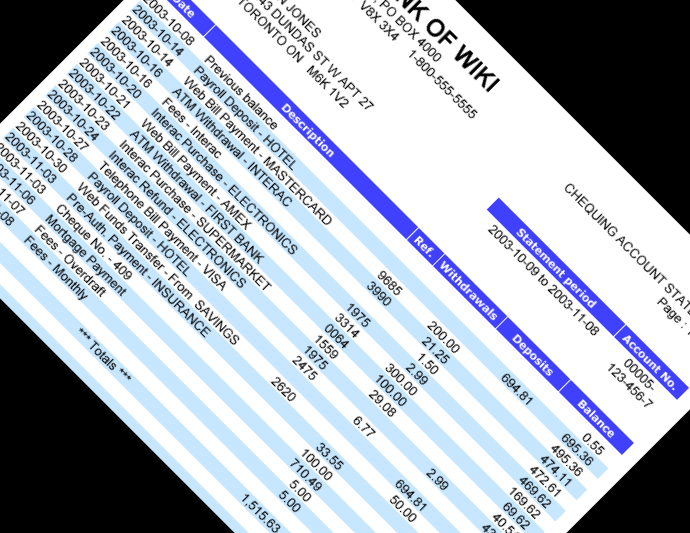 NK OF WIKI
PO BOX 4000
V8X 3X4 1-800-555-5555
CHEQUING ACCOUNT STATE
Page :
N JONES
43 DUNDAS ST W APT 27
TORONTO ON M6K 1V2
Statement period Account No.
2003-10-09 to 2003-11-08 00005-
123-456-7
Date Description Ref. Withdrawals Deposits Balance
2003-10-08 Previous balance 0.55
2003-10-14 Payroll Deposit - HOTEL 694.81 695.36
2003-10-14 Web Bill Payment - MASTERCARD 9685 200.00 495.36
2003-10-16 ATM Withdrawal - INTERAC 3990 21.25 474.11
2003-10-16 Fees - Interac 1.50 472.61
2003-10-20 Interac Purchase - ELECTRONICS 1975 2.99 469.62
2003-10-21 Web Bill Payment - AMEX 3314 300.00 169.62
2003-10-22 ATM Withdrawal - FIRST BANK 0064 100.00 69.62
2003-10-23 Interac Purchase - SUPERMARKET 1559 29.08 40.5
2003-10-24 Interac Refund - ELECTRONICS 1975 2.99
2003-10-27 Telephone Bill Payment - VISA 2475 6.77
2003-10-28 Payroll Deposit - HOTEL 694.81
2003-10-30 Web Funds Transfer - From SAVINGS 2620 50.00
2003-11-03 Pre-Auth. Payment - INSURANCE 33.55
003-11-03 Cheque No. - 409 100.00
3-11-06 Mortgage Payment 710.49
11-07 Fees - Overdraft 5.00
-08 Fees - Monthly 5.00
*** Totals *** 1,515.63